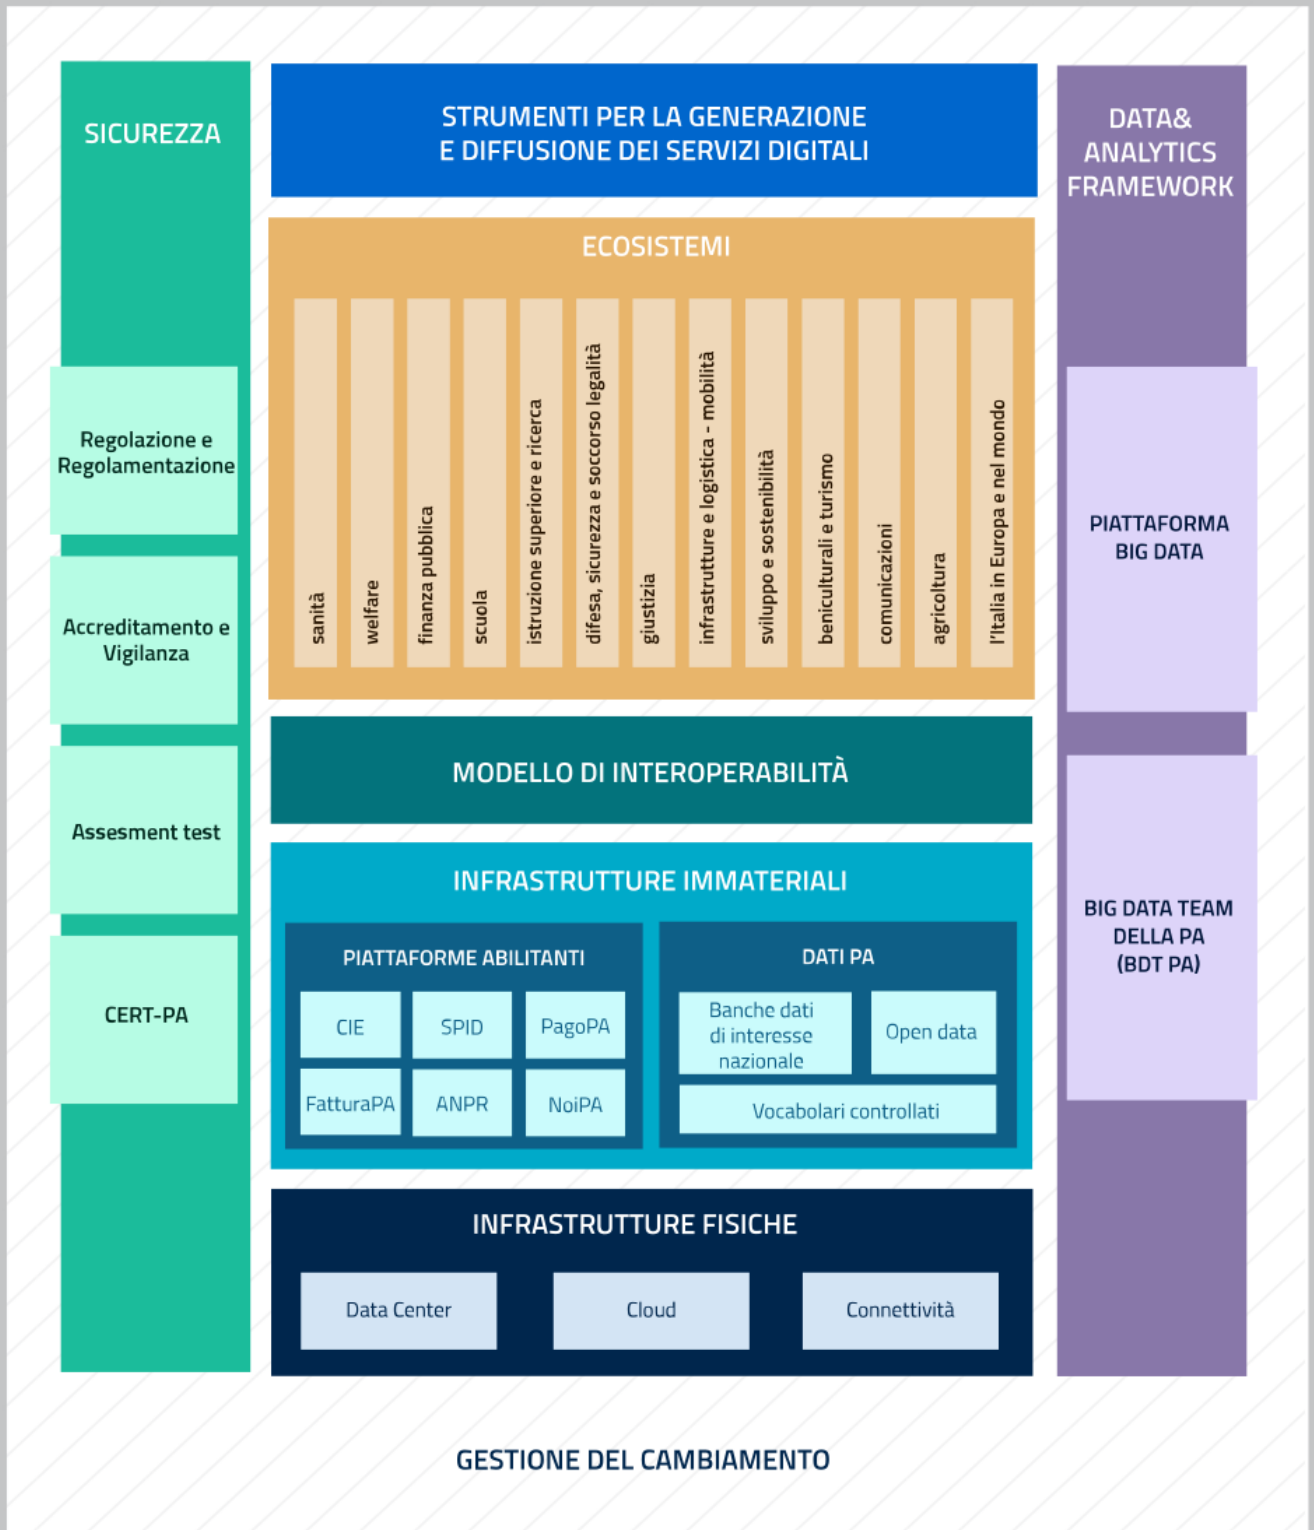 SICUREZZA
Regolazione e
Regolamentazione
Accreditamento e
Vigilanza
Assesment test
CERT-PA
STRUMENTI PER LA GENERAZIONE
E DIFFUSIONE DEI SERVIZI DIGITALI
ECOSISTEMI
sanità
welfare
finanza pubblica
scuola
istruzione superiore e ricerca
difesa, sicurezza e soccorso legalità
giustizia
infrastrutture e logistica - mobilità
sviluppo e sostenibilità
beniculturali e turismo
comunicazioni
agricoltura
l'Italia in Europa e nel mondo
MODELLO DI INTEROPERABILITÀ
INFRASTRUTTURE IMMATERIALI
PIATTAFORME ABILITANTI
CIE
SPID
PagoPA
FatturaPA
ANPR
NoiPA
DATI PA
Banche dati
di interesse
nazionale
Open data
Vocabolari controllati
INFRASTRUTTURE FISICHE
Data Center
Cloud
Connettività
DATA&
ANALYTICS
FRAMEWORK
PIATTAFORMA
BIG DATA
BIG DATA TEAM
DELLA PA
(BDT PA)
GESTIONE DEL CAMBIAMENTO